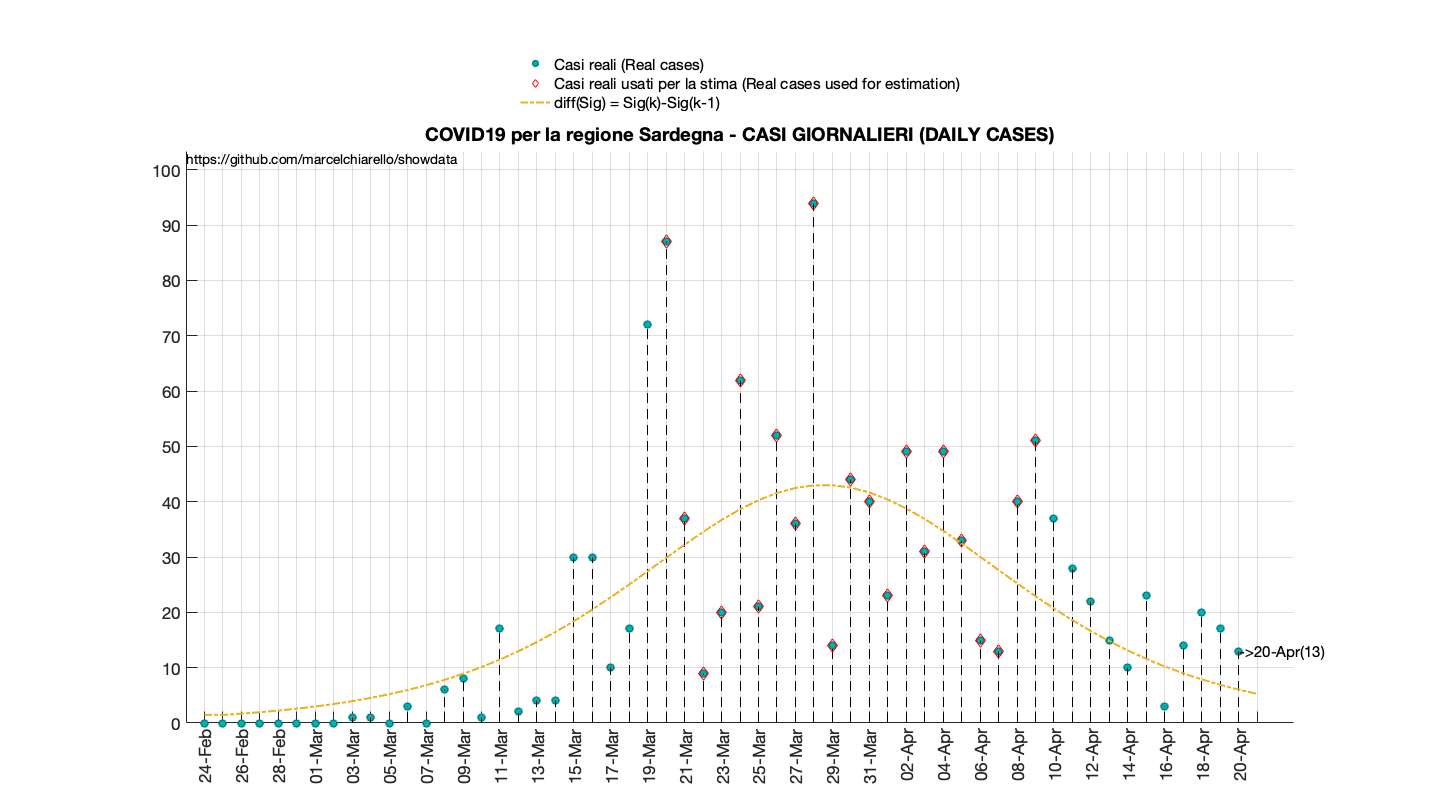 Casi reali (Real cases)
Casi reali usati per la stima (Real cases used for estimation)
diff(Sig) = Sig(k)-Sig(k-1)
COVID19 per la regione Sardegna - CASI GIORNALIERI (DAILY CASES)
https://github.com/marcelchiarello/showdata
100
90
80
70
60
50
40
30
20
10
0
->20-Apr(13)
24-Feb
26-Feb
28-Feb
01-Mar
03-Mar
05-Mar
07-Mar
09-Mar
11-Mar
13-Mar
15-Mar
17-Mar
19-Mar
21-Mar
23-Mar
25-Mar
27-Mar
29-Mar
31-Mar
02-Apr
04-Apr
06-Apr
08-Apr
10-Apr
12-Apr
14-Apr
16-Apr
18-Apr
20-Apr